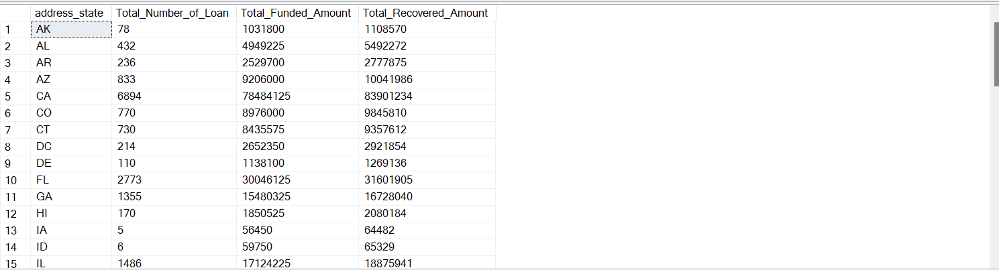 address_state Total_Number_of_Loan Total_Funded_Amount Total_Recovered_Amount
1 AK 78 1031800 1108570
2 AL 432 4949225 5492272
3 AR 236 2529700 2777875
4 AZ 833 9206000 10041986
5 CA 6894 78484125 83901234
6 CO 770 8976000 9845810
7 CT 730 8435575 9357612
8 DC 214 2652350 2921854
9 DE 110 1138100 1269136
10 FL 2773 30046125 31601905
11 GA 1355 15480325 16728040
12 HI 170 1850525 2080184
13 IA 5 56450 64482
14 ID 6 59750 65329
15 IL 1486 17124225 18875941